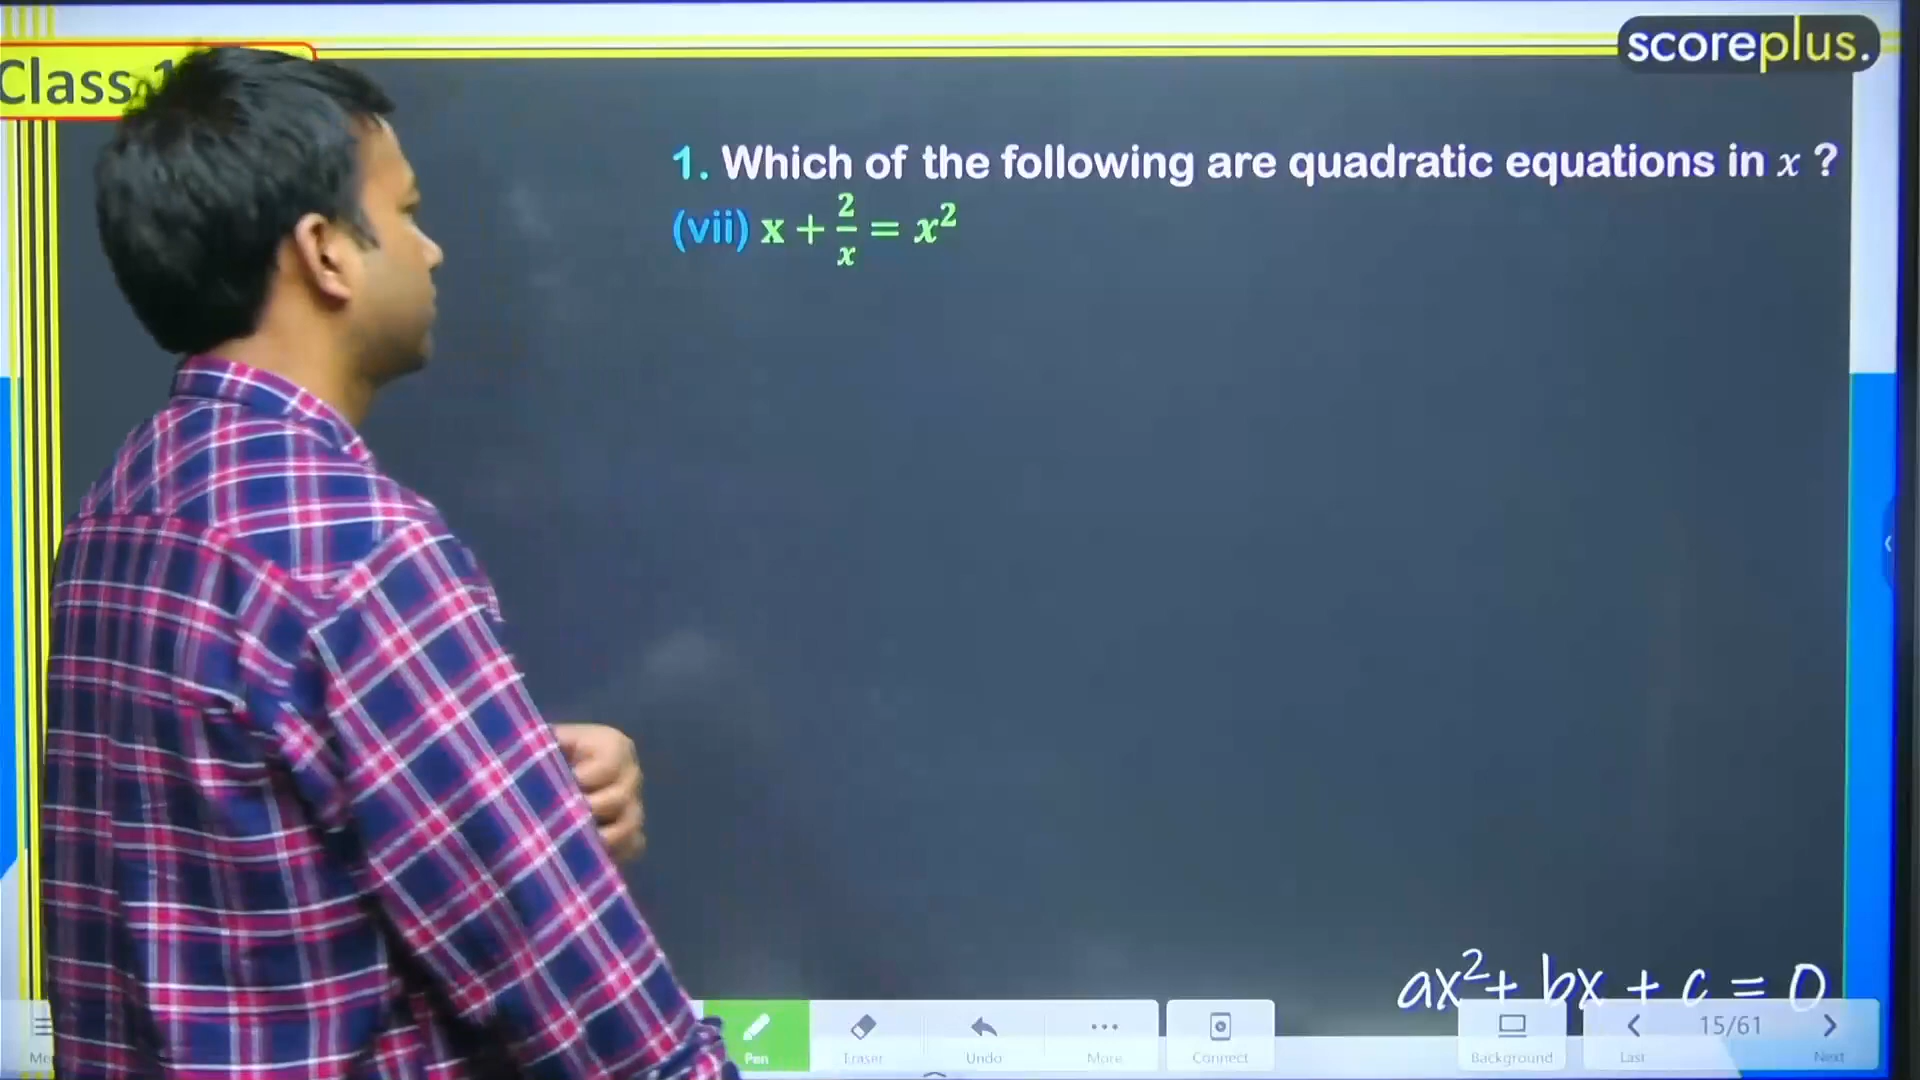 scoreplus.
Class
1. Which of the following are quadratic equations in x ?
(vii) x + 2/x = x²
ax² + bx + c = 0
Pen
Eraser
Undo
More
Connect
Background
15/61
Last
Next